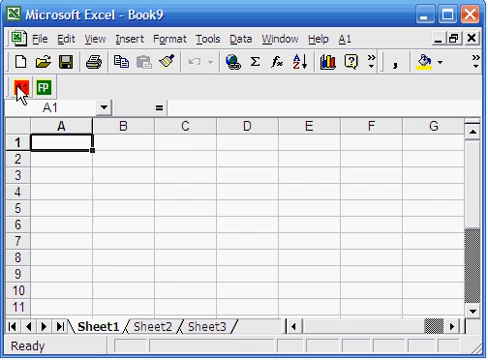 Microsoft Excel - Book9
File Edit View Insert Format Tools Data Window Help A1
Σ fx ? » , »
FP
A1 =
A B C D E F G
1
2
3
4
5
6
7
8
9
10
11
Sheet1 Sheet2 Sheet3
Ready